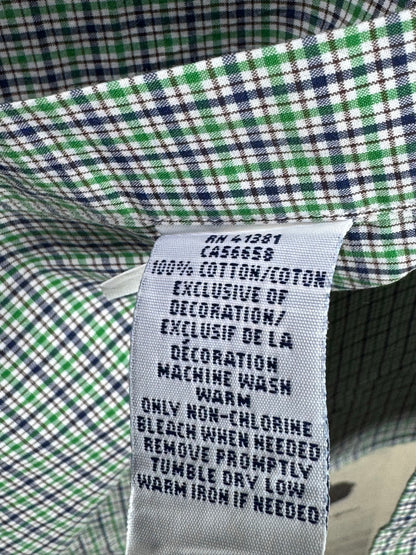 RN 41381
CA56658
100% COTTON/COTON
EXCLUSIVE OF
DECORATION/
EXCLUSIF DE LA
DÉCORATION
MACHINE WASH
WARM
ONLY NON-CHLORINE
BLEACH WHEN NEEDED
REMOVE PROMPTLY
TUMBLE DRY LOW
WARM IRON IF NEEDED